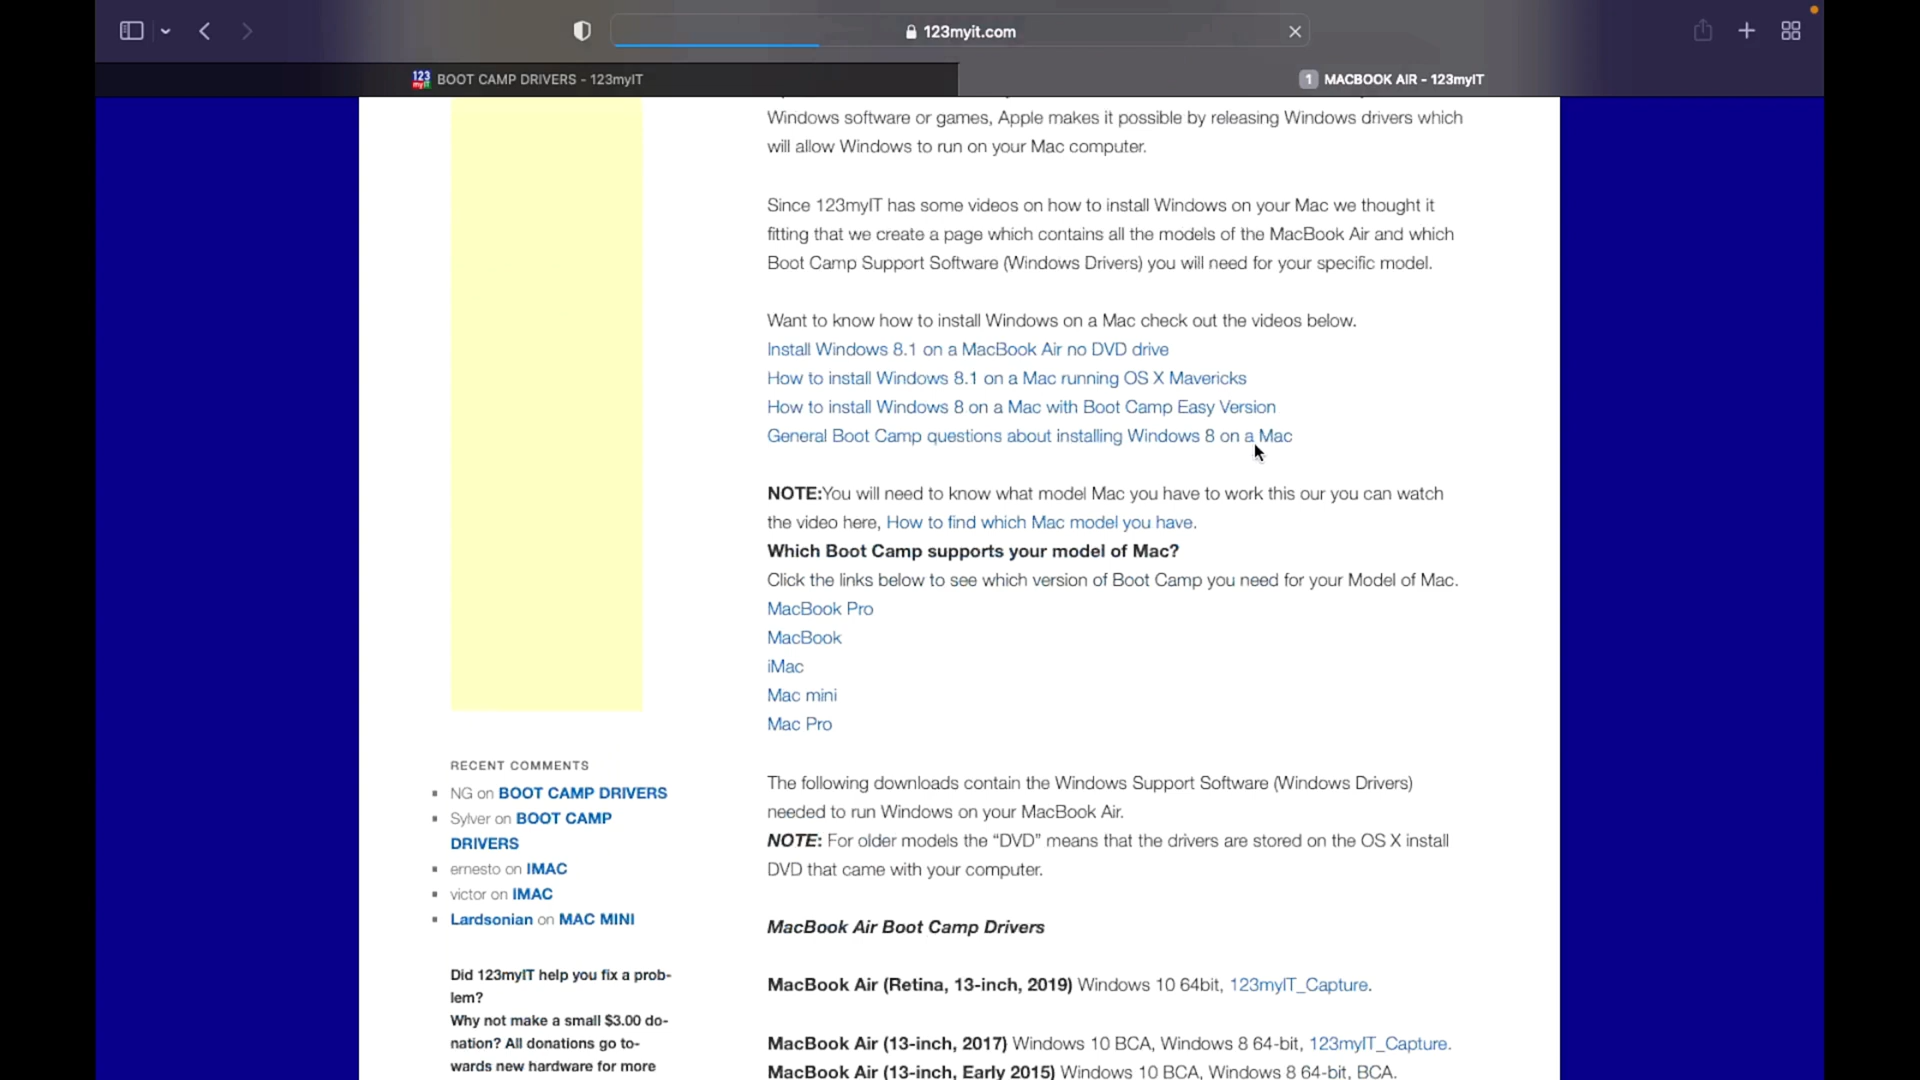 123myit.com
123
myIT
BOOT CAMP DRIVERS - 123myIT
1 MACBOOK AIR - 123myIT
Windows software or games, Apple makes it possible by releasing Windows drivers which
will allow Windows to run on your Mac computer.
Since 123myIT has some videos on how to install Windows on your Mac we thought it
fitting that we create a page which contains all the models of the MacBook Air and which
Boot Camp Support Software (Windows Drivers) you will need for your specific model.
Want to know how to install Windows on a Mac check out the videos below.
Install Windows 8.1 on a MacBook Air no DVD drive
How to install Windows 8.1 on a Mac running OS X Mavericks
How to install Windows 8 on a Mac with Boot Camp Easy Version
General Boot Camp questions about installing Windows 8 on a Mac
NOTE:You will need to know what model Mac you have to work this our you can watch
the video here, How to find which Mac model you have.
Which Boot Camp supports your model of Mac?
Click the links below to see which version of Boot Camp you need for your Model of Mac.
MacBook Pro
MacBook
iMac
Mac mini
Mac Pro
The following downloads contain the Windows Support Software (Windows Drivers)
needed to run Windows on your MacBook Air.
NOTE: For older models the “DVD” means that the drivers are stored on the OS X install
DVD that came with your computer.
MacBook Air Boot Camp Drivers
MacBook Air (Retina, 13-inch, 2019) Windows 10 64bit, 123myIT_Capture.
MacBook Air (13-inch, 2017) Windows 10 BCA, Windows 8 64-bit, 123myIT_Capture.
MacBook Air (13-inch, Early 2015) Windows 10 BCA, Windows 8 64-bit, BCA.
RECENT COMMENTS
NG on BOOT CAMP DRIVERS
Sylver on BOOT CAMP
DRIVERS
ernesto on IMAC
victor on IMAC
Lardsonian on MAC MINI
Did 123myIT help you fix a prob-
lem?
Why not make a small $3.00 do-
nation? All donations go to-
wards new hardware for more